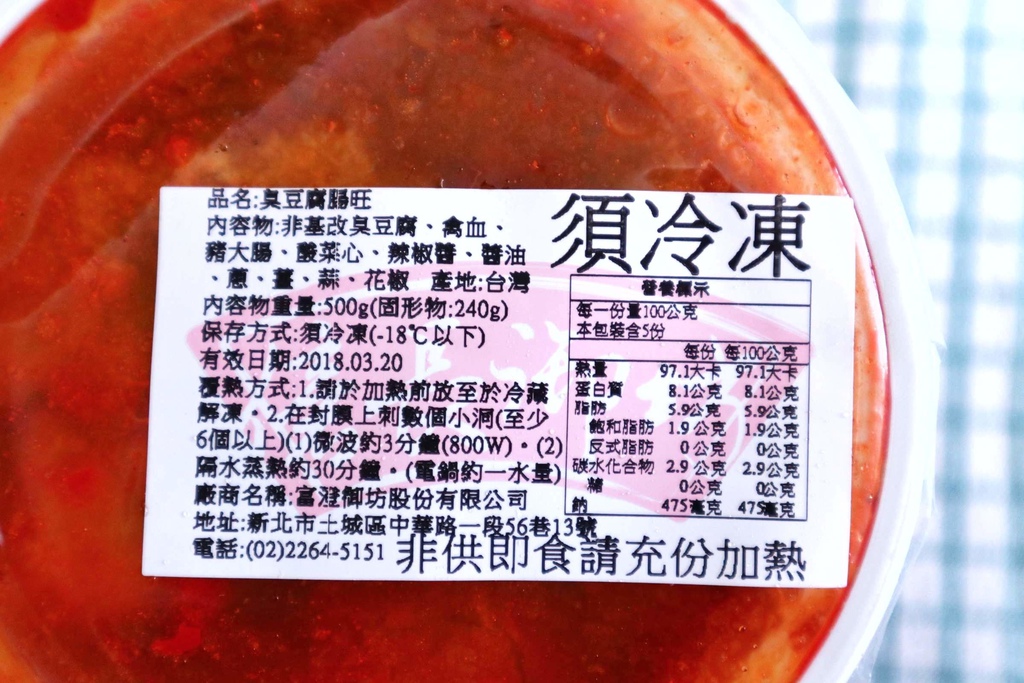 品名:臭豆腐腸旺
內容物:非基改臭豆腐、禽血、
豬大腸、酸菜心、辣椒醬、醬油
、蔥、薑、蒜、花椒 產地:台灣
內容物重量:500g(固形物:240g)
保存方式:須冷凍(-18℃以下)
有效日期:2018.03.20
覆熱方式:1.請於加熱前放至於冷藏
解凍。2.在封膜上刺數個小洞(至少
6個以上)(1)微波約3分鐘(800W)。(2)
隔水蒸熱約30分鐘。(電鍋約一水量)
廠商名稱:富澄御坊股份有限公司
地址:新北市土城區中華路一段56巷13號
電話:(02)2264-5151
須冷凍
營養標示
每一份量100公克
本包裝含5份
每份 每100公克
熱量 97.1大卡 97.1大卡
蛋白質 8.1公克 8.1公克
脂肪 5.9公克 5.9公克
飽和脂肪 1.9公克 1.9公克
反式脂肪 0公克 0公克
碳水化合物 2.9公克 2.9公克
糖 0公克 0公克
鈉 475毫克 475毫克
非供即食請充份加熱